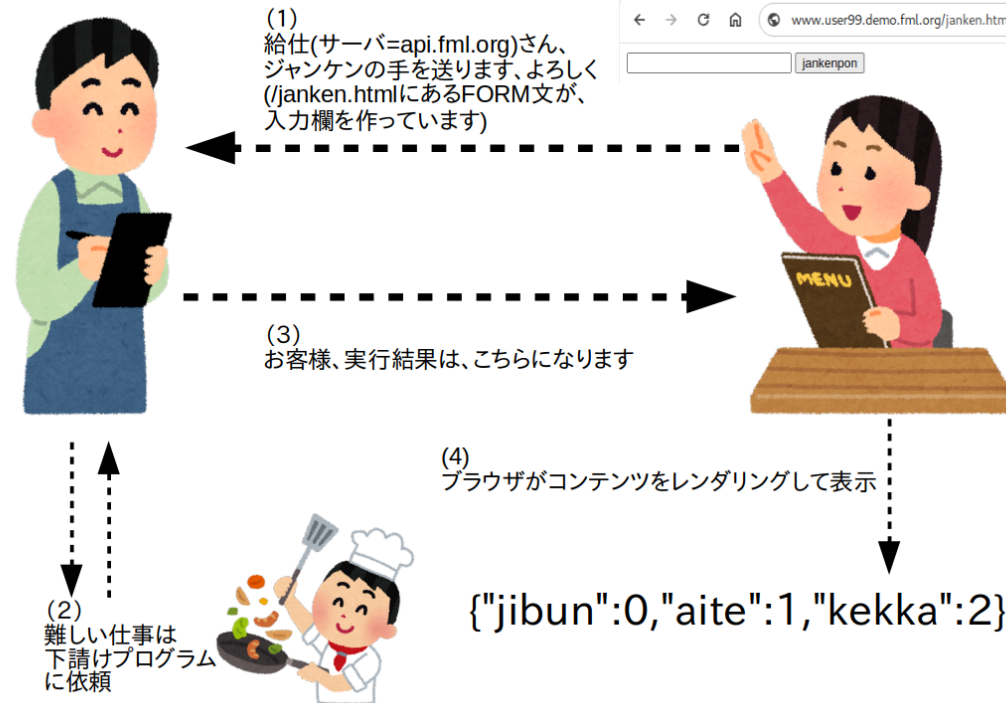 (1)
給仕(サーバ=api.fml.org)さん、
ジャンケンの手を送ります、よろしく
(/janken.htmlにあるFORM文が、
入力欄を作っています)
www.user99.demo.fml.org/janken.htm
jankenpon
MENU
(3)
お客様、実行結果は、こちらになります
(4)
ブラウザがコンテンツをレンダリングして表示
(2)
難しい仕事は
下請けプログラム
に依頼
{"jibun":0,"aite":1,"kekka":2}